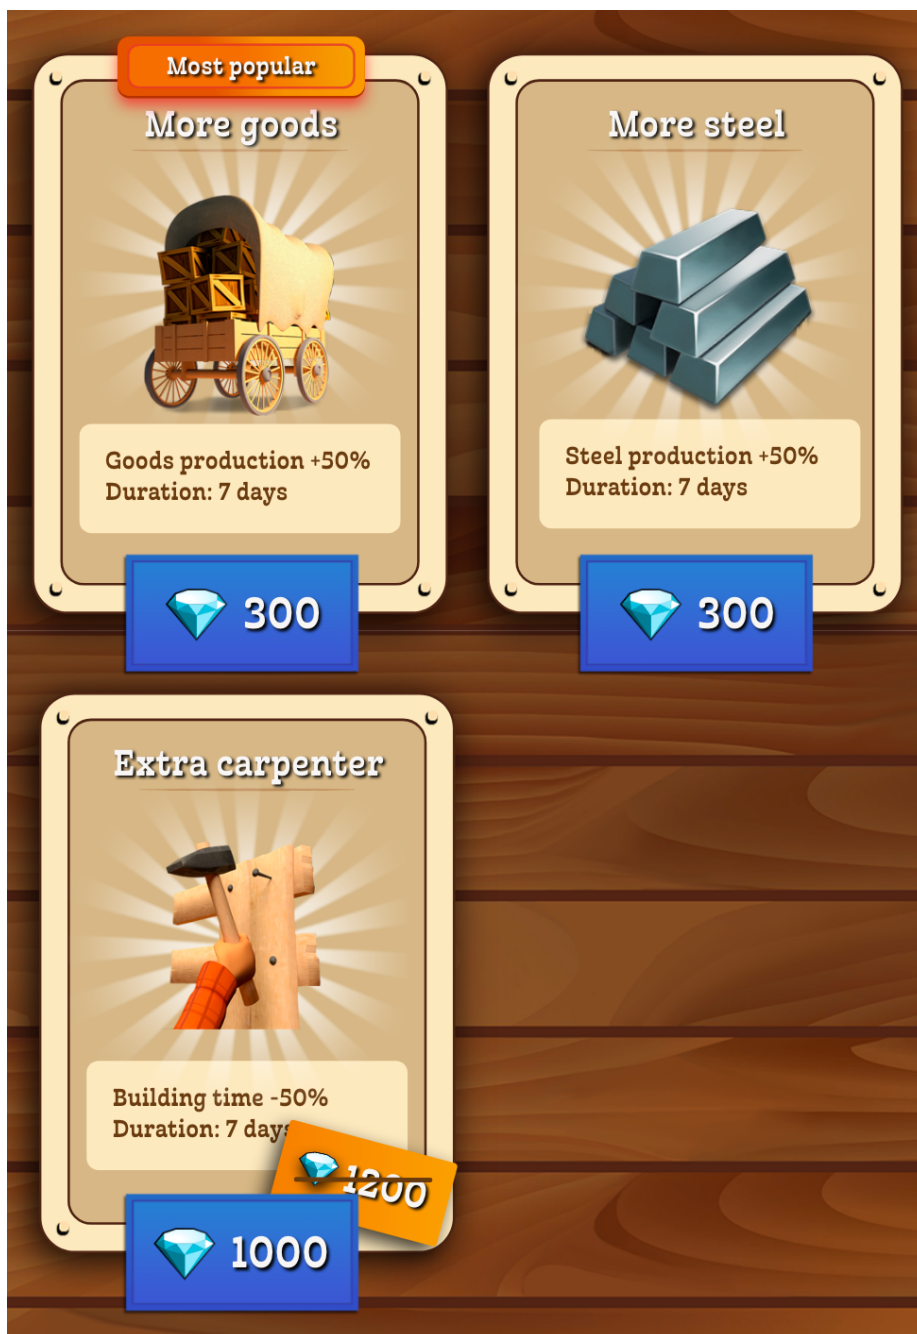 Most popular
More goods
Goods production +50%
Duration: 7 days
300
More steel
Steel production +50%
Duration: 7 days
300
Extra carpenter
Building time -50%
Duration: 7 days
1200
1000